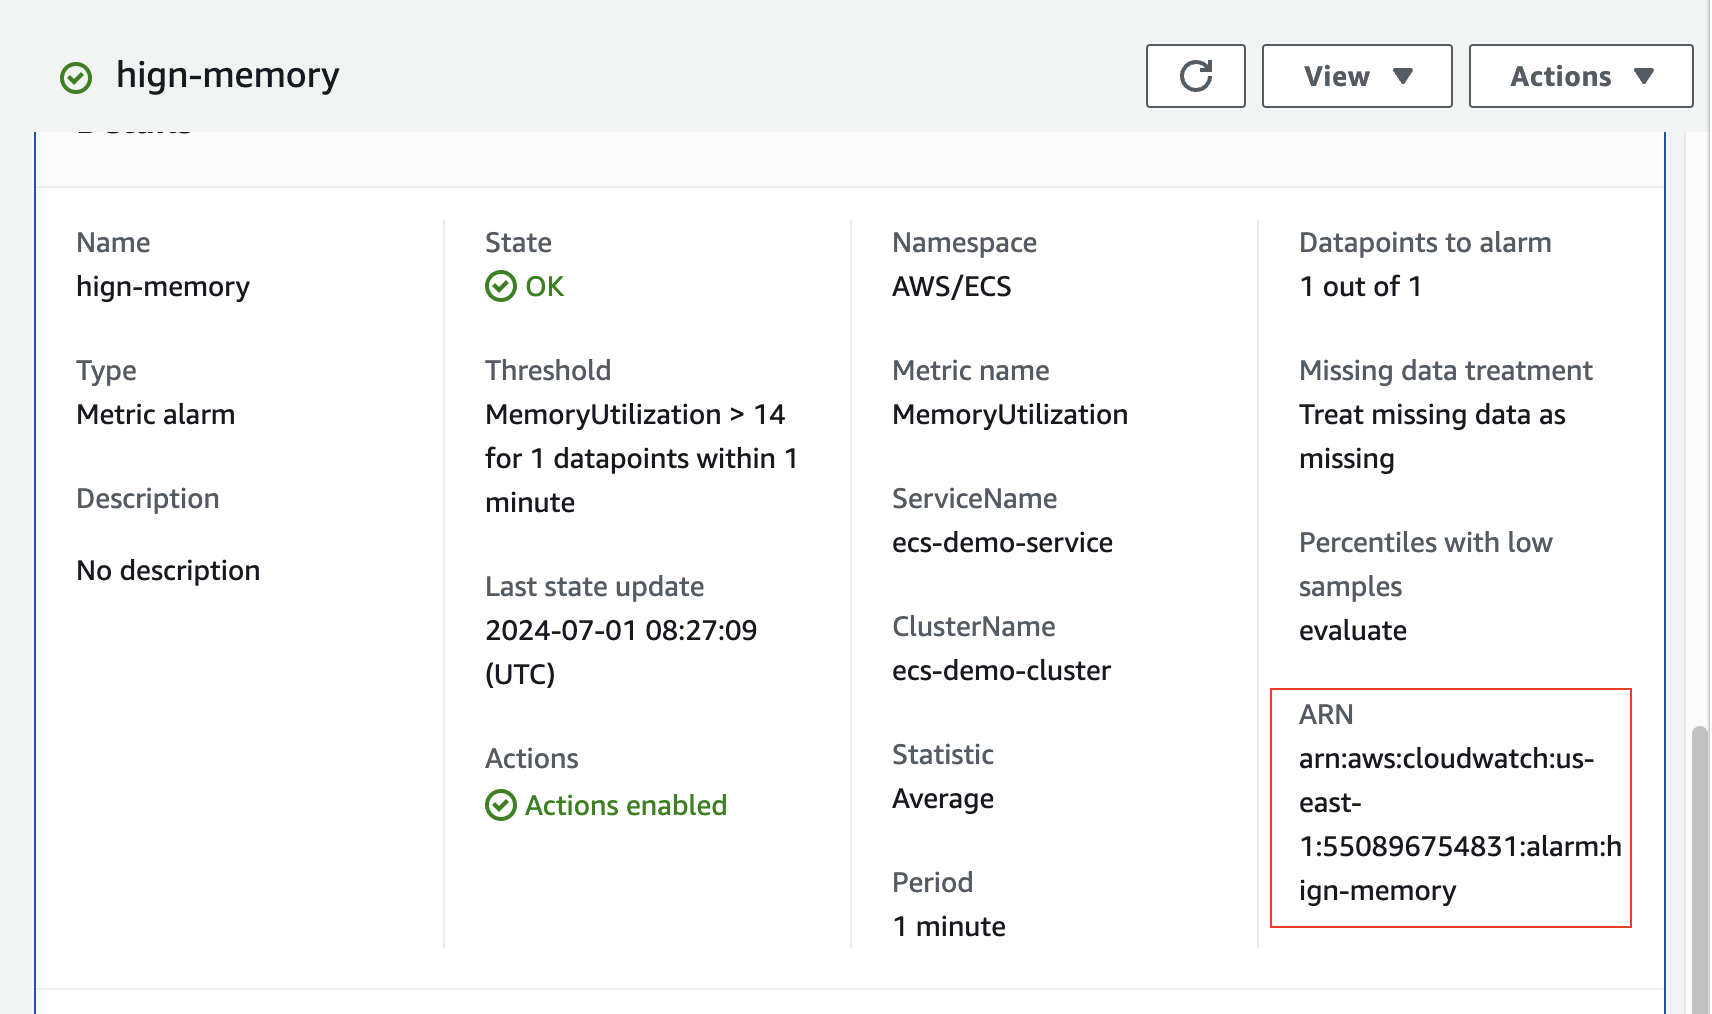 hign-memory
View
Actions
Details
Name
hign-memory
Type
Metric alarm
Description
No description
State
OK
Threshold
MemoryUtilization > 14
for 1 datapoints within 1
minute
Last state update
2024-07-01 08:27:09
(UTC)
Actions
Actions enabled
Namespace
AWS/ECS
Metric name
MemoryUtilization
ServiceName
ecs-demo-service
ClusterName
ecs-demo-cluster
Statistic
Average
Period
1 minute
Datapoints to alarm
1 out of 1
Missing data treatment
Treat missing data as
missing
Percentiles with low
samples
evaluate
ARN
arn:aws:cloudwatch:us-
east-
1:550896754831:alarm:h
ign-memory